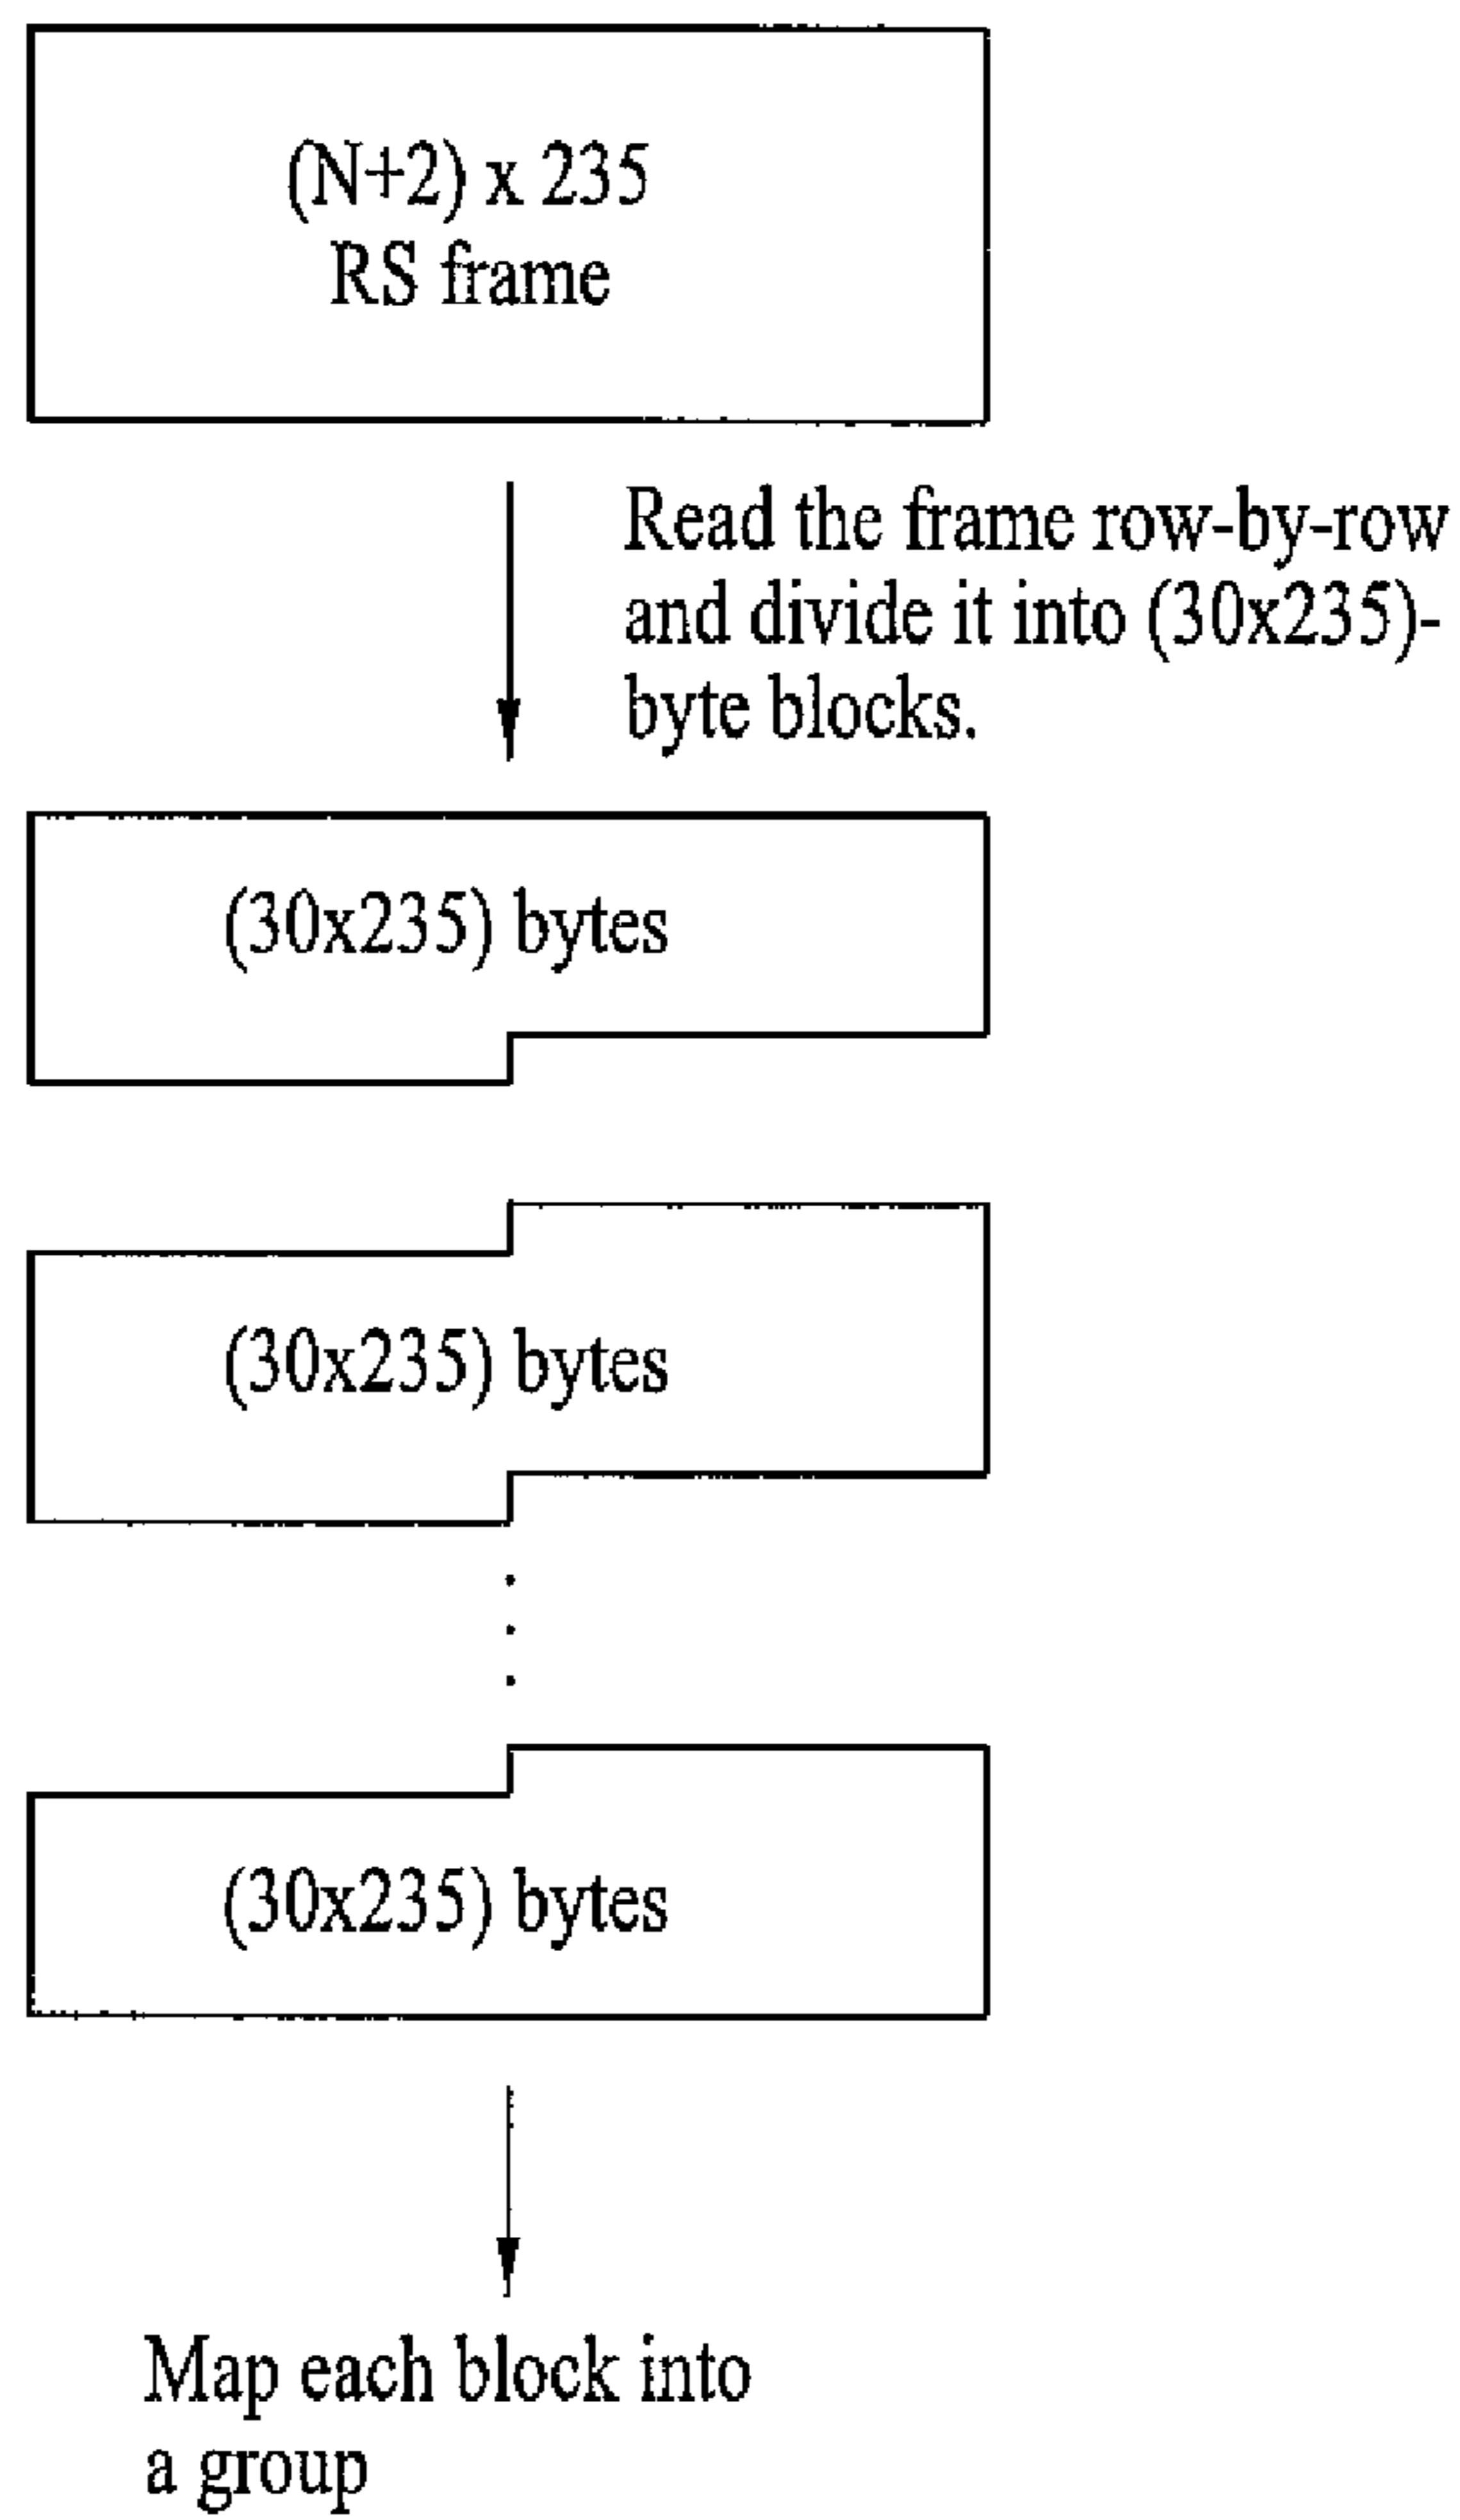 (N+2) x 235
RS frame
Read the frame row-by-row
and divide it into (30x235)-
byte blocks.
(30x235) bytes
(30x235) bytes
(30x235) bytes
Map each block into
a group